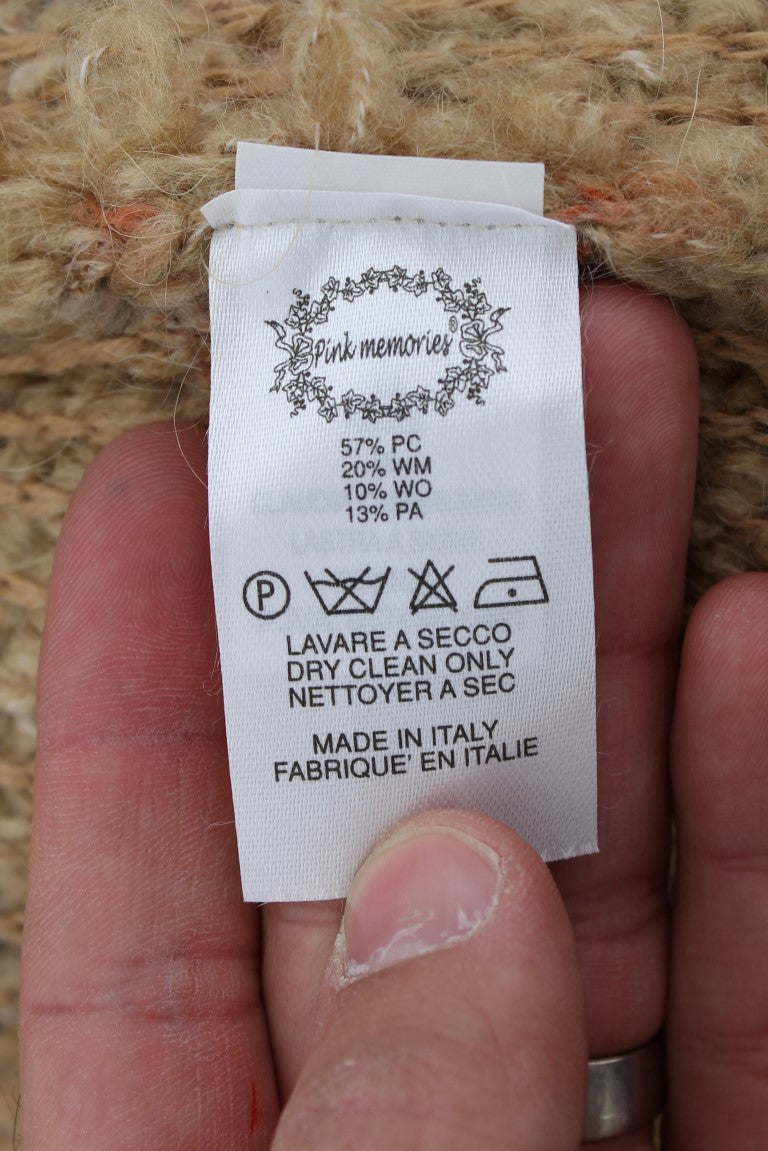 Pink memories®
57% PC
20% WM
10% WO
13% PA
P
LAVARE A SECCO
DRY CLEAN ONLY
NETTOYER A SEC
MADE IN ITALY
FABRIQUE' EN ITALIE